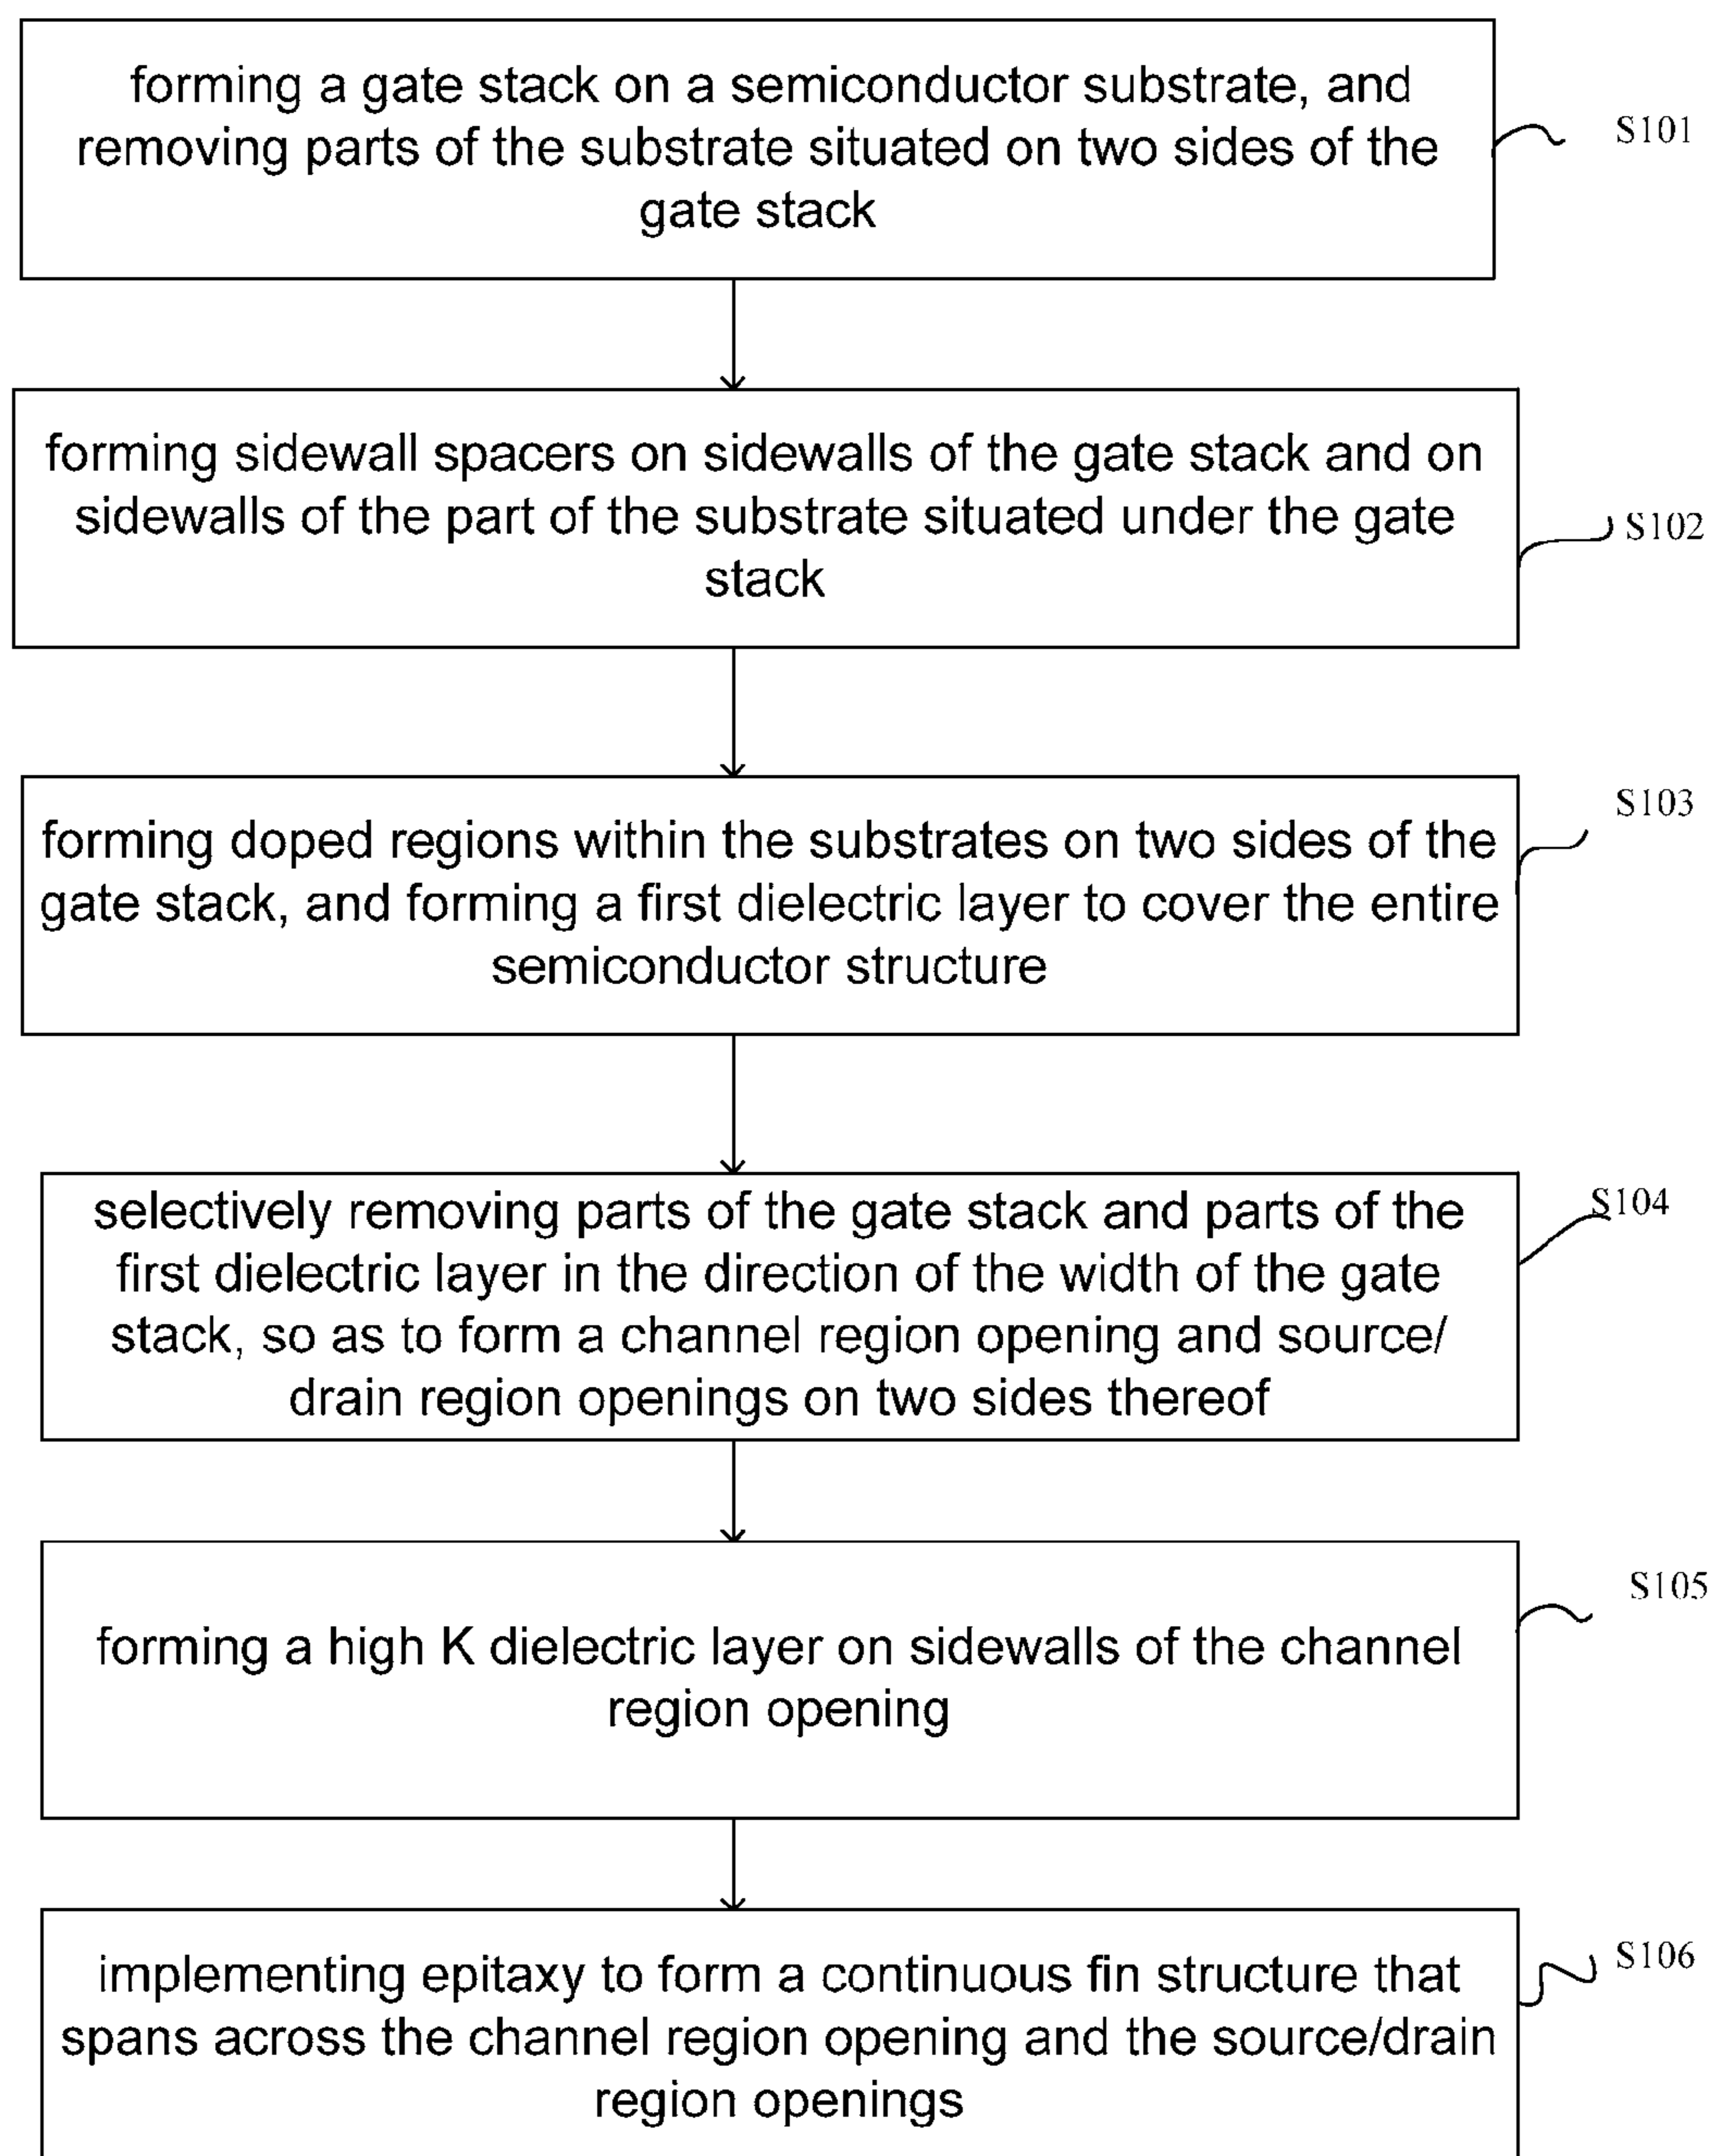 forming a gate stack on a semiconductor substrate, and
removing parts of the substrate situated on two sides of the
gate stack
S101
forming sidewall spacers on sidewalls of the gate stack and on
sidewalls of the part of the substrate situated under the gate
stack
S102
forming doped regions within the substrates on two sides of the
gate stack, and forming a first dielectric layer to cover the entire
semiconductor structure
S103
selectively removing parts of the gate stack and parts of the
first dielectric layer in the direction of the width of the gate
stack, so as to form a channel region opening and source/
drain region openings on two sides thereof
S104
forming a high K dielectric layer on sidewalls of the channel
region opening
S105
implementing epitaxy to form a continuous fin structure that
spans across the channel region opening and the source/drain
region openings
S106